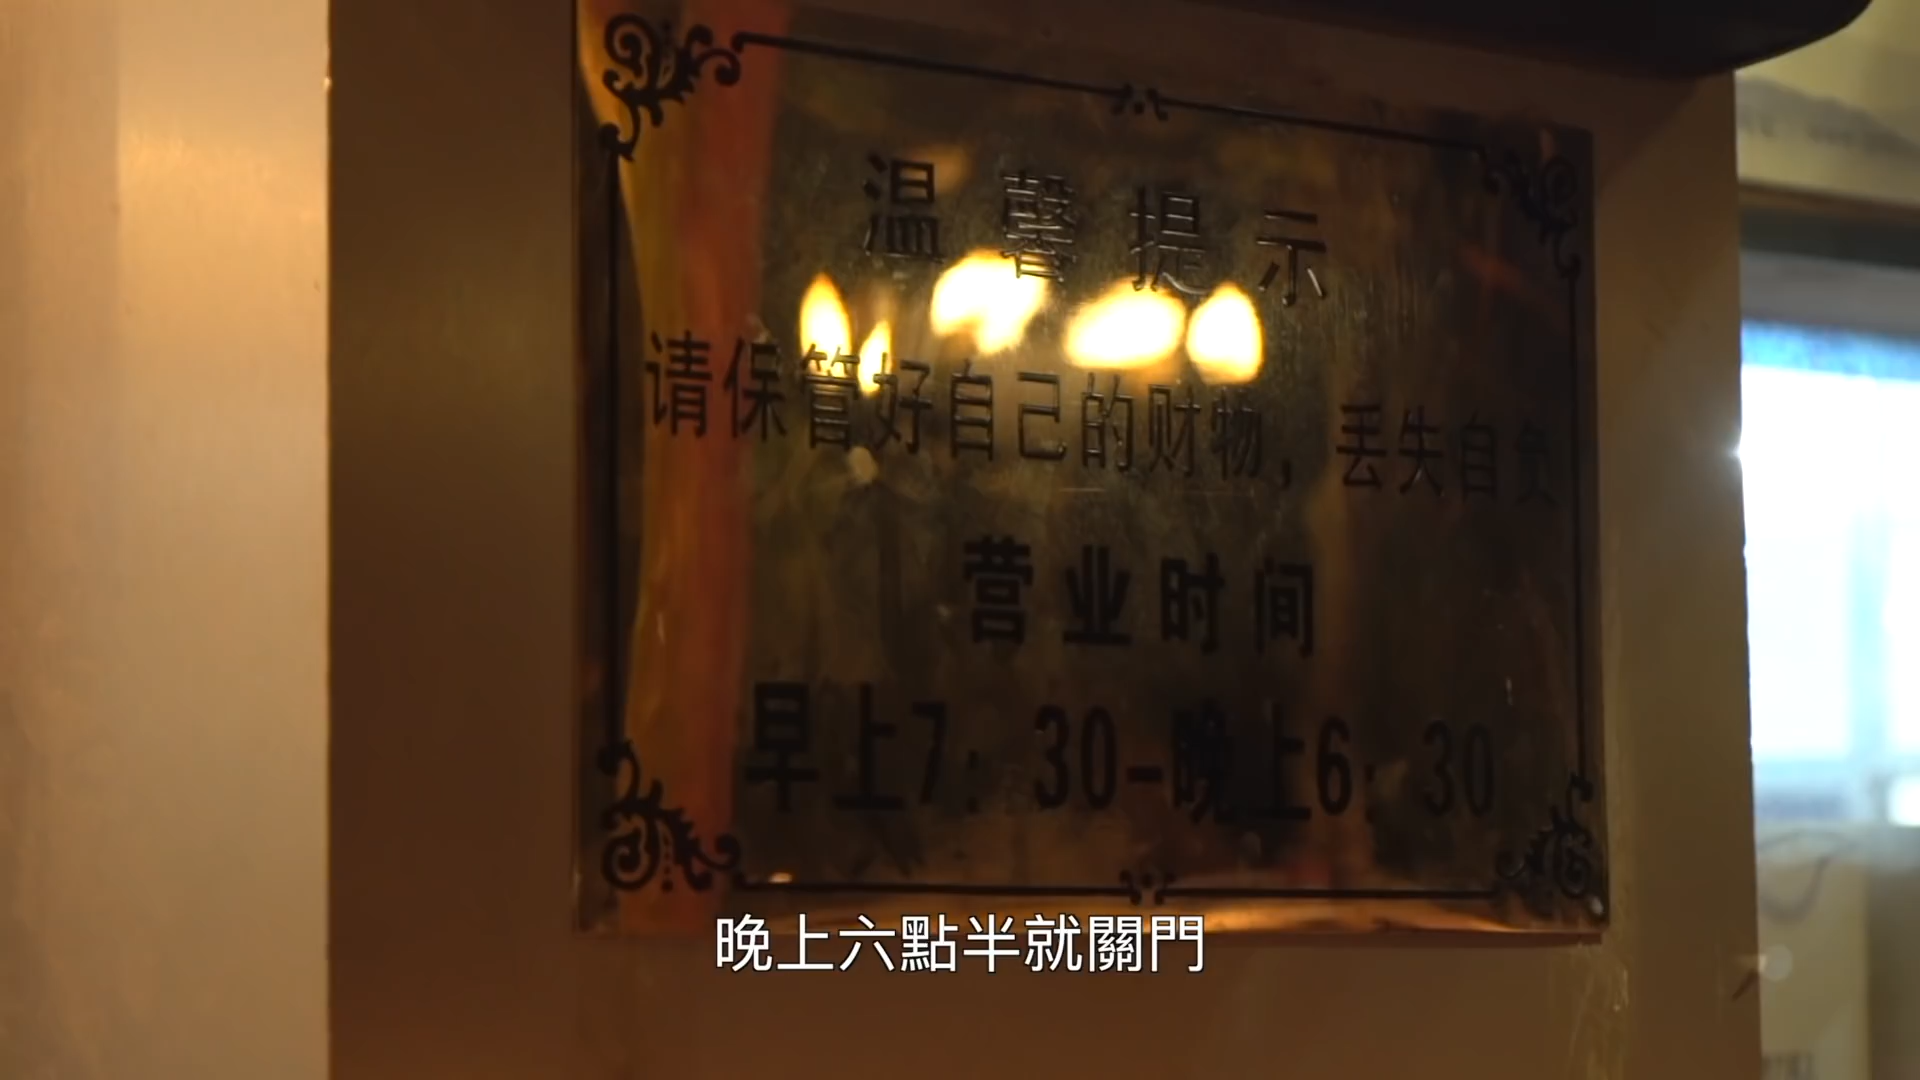 温馨提示
请保管好自己的财物，丢失自负
营业时间
早上7：30-晚上6：30
晚上六點半就關門